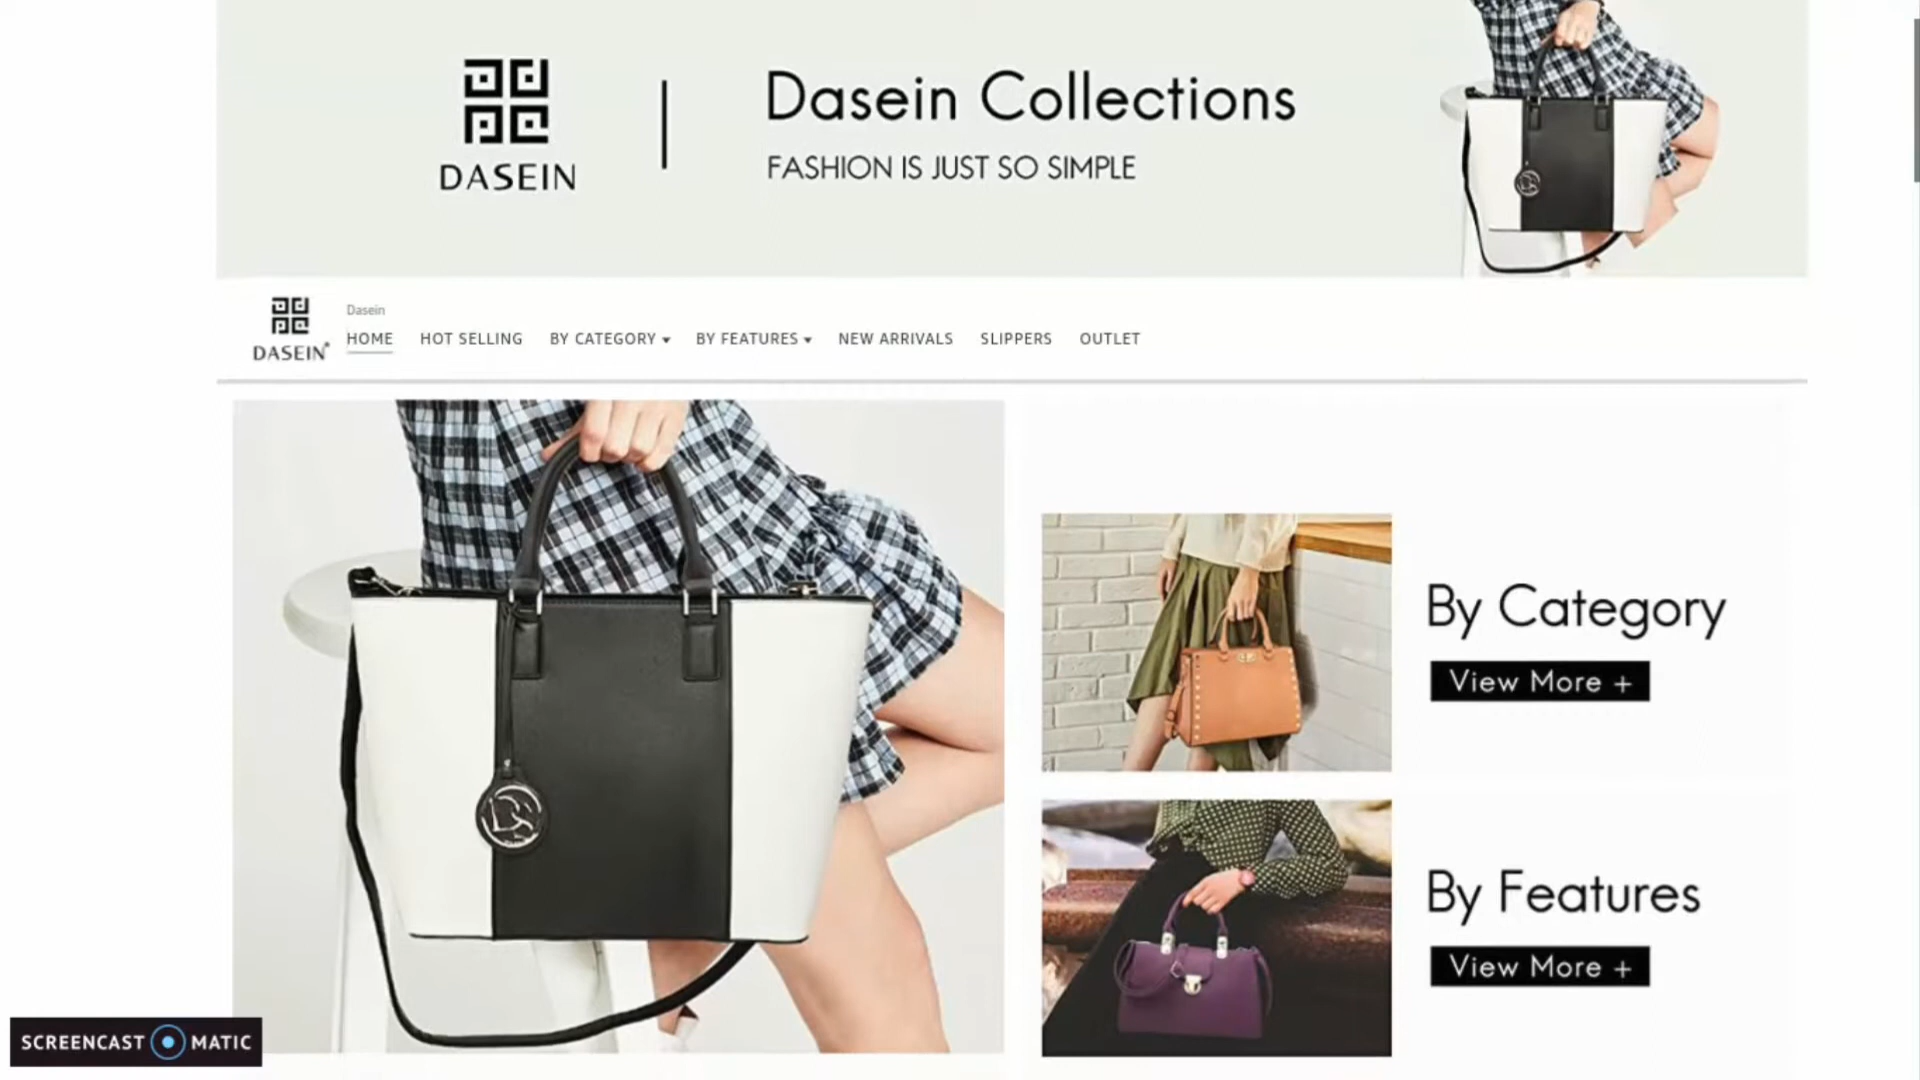 DASEIN
Dasein Collections
FASHION IS JUST SO SIMPLE
DASEIN
Dasein
HOME HOT SELLING BY CATEGORY BY FEATURES NEW ARRIVALS SLIPPERS OUTLET
DS
By Category
View More +
By Features
View More +
SCREENCAST MATIC